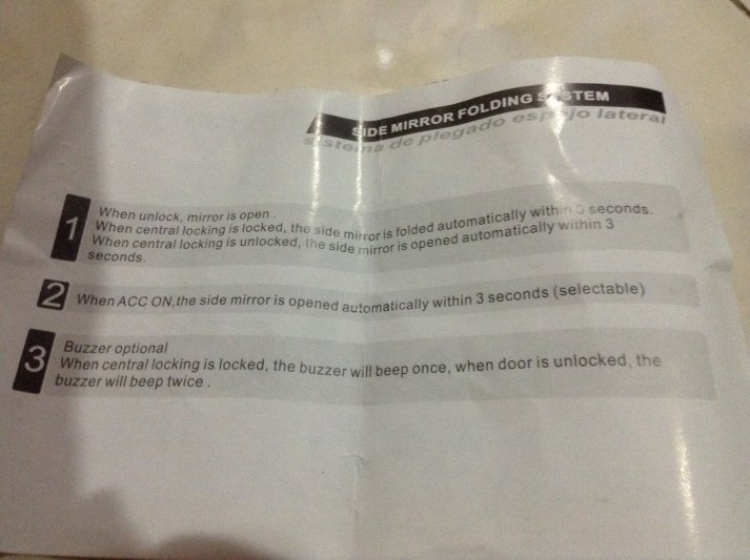 SIDE MIRROR FOLDING SYSTEM
sistema de plegado espejo lateral
1
When unlock, mirror is open .
When central locking is locked, the side mirror is folded automatically within seconds.
When central locking is unlocked, the side mirror is opened automatically within 3
seconds.
2
When ACC ON,the side mirror is opened automatically within 3 seconds (selectable)
3
Buzzer optional
When central locking is locked, the buzzer will beep once, when door is unlocked, the
buzzer will beep twice .